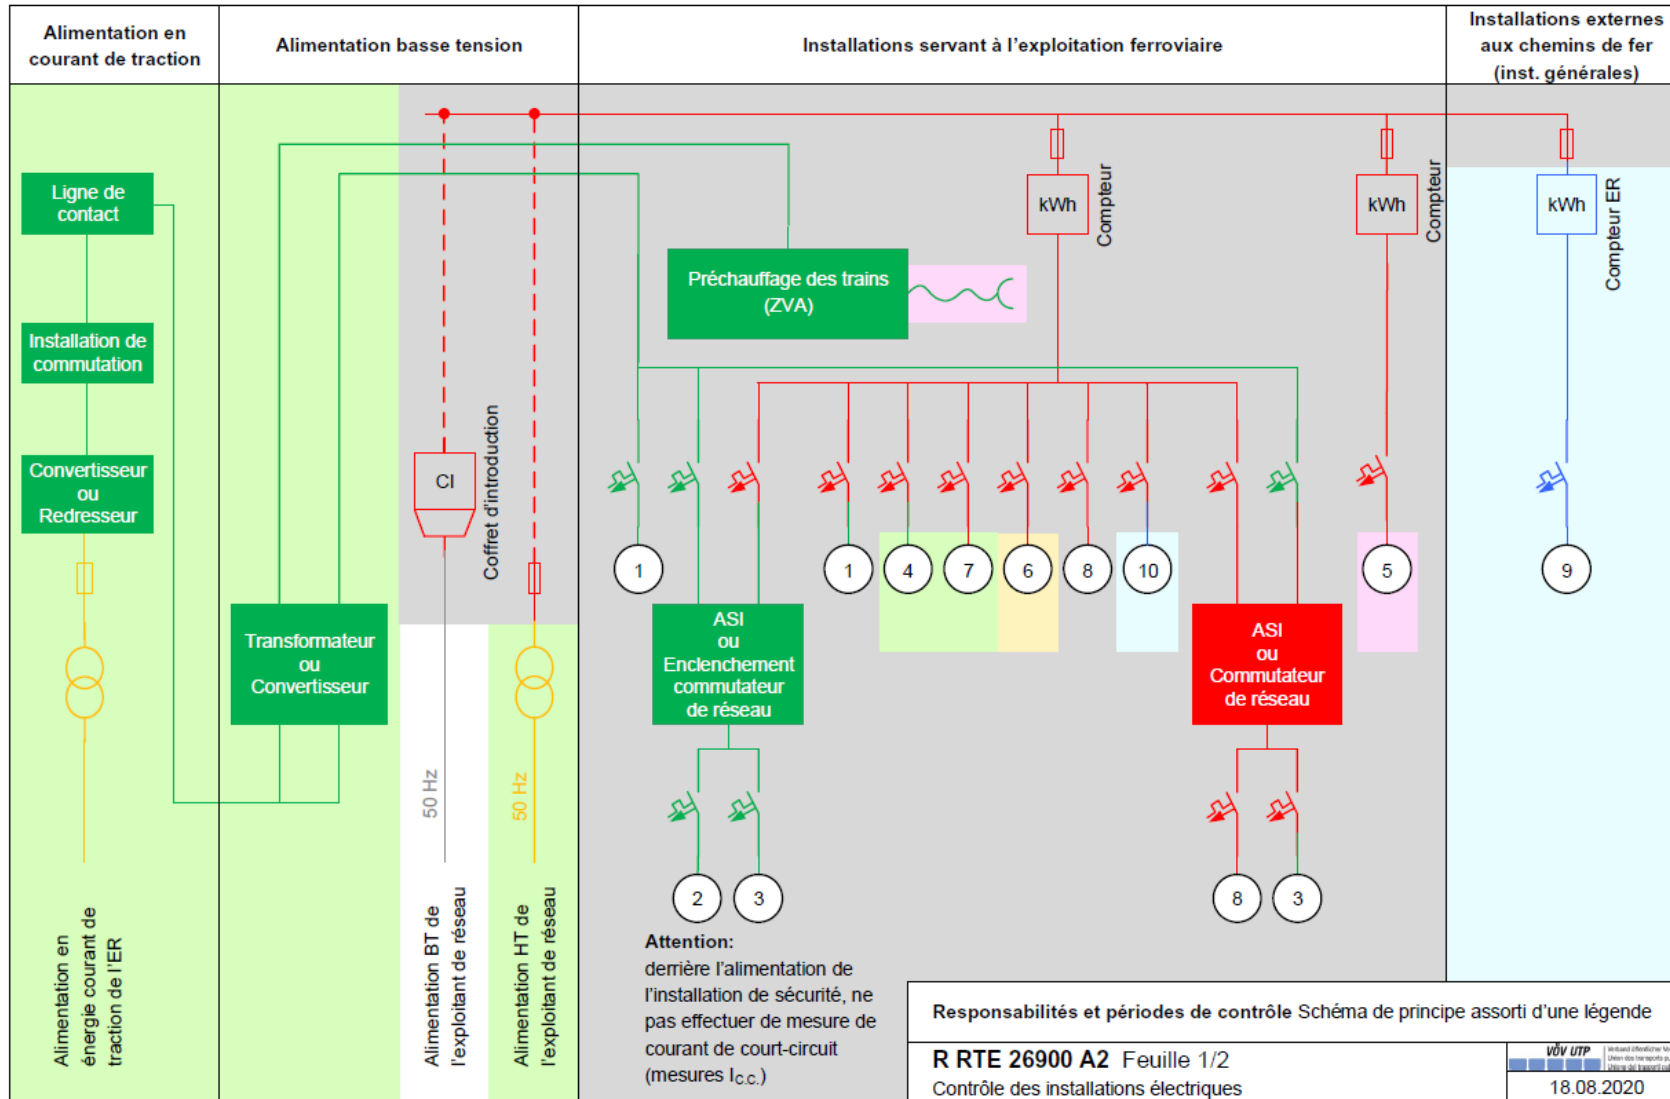 Alimentation en
courant de traction
Alimentation basse tension
Installations servant à l'exploitation ferroviaire
Installations externes
aux chemins de fer
(inst. générales)
Ligne de
contact
Installation de
commutation
Convertisseur
ou
Redresseur
Alimentation en
énergie courant de
traction de l'ER
Transformateur
ou
Convertisseur
CI
Coffret d'introduction
50 Hz
50 Hz
Alimentation BT de
l'exploitant de réseau
Alimentation HT de
l'exploitant de réseau
Préchauffage des trains
(ZVA)
kWh
Compteur
kWh
Compteur
kWh
Compteur ER
1
1
4
7
6
8
10
5
9
ASI
ou
Enclenchement
commutateur
de réseau
ASI
ou
Commutateur
de réseau
2
3
8
3
Attention:
derrière l'alimentation de
l'installation de sécurité, ne
pas effectuer de mesure de
courant de court-circuit
(mesures Ic.c.)
Responsabilités et périodes de contrôle Schéma de principe assorti d'une légende
R RTE 26900 A2 Feuille 1/2
Contrôle des installations électriques
VÖV UTP
18.08.2020